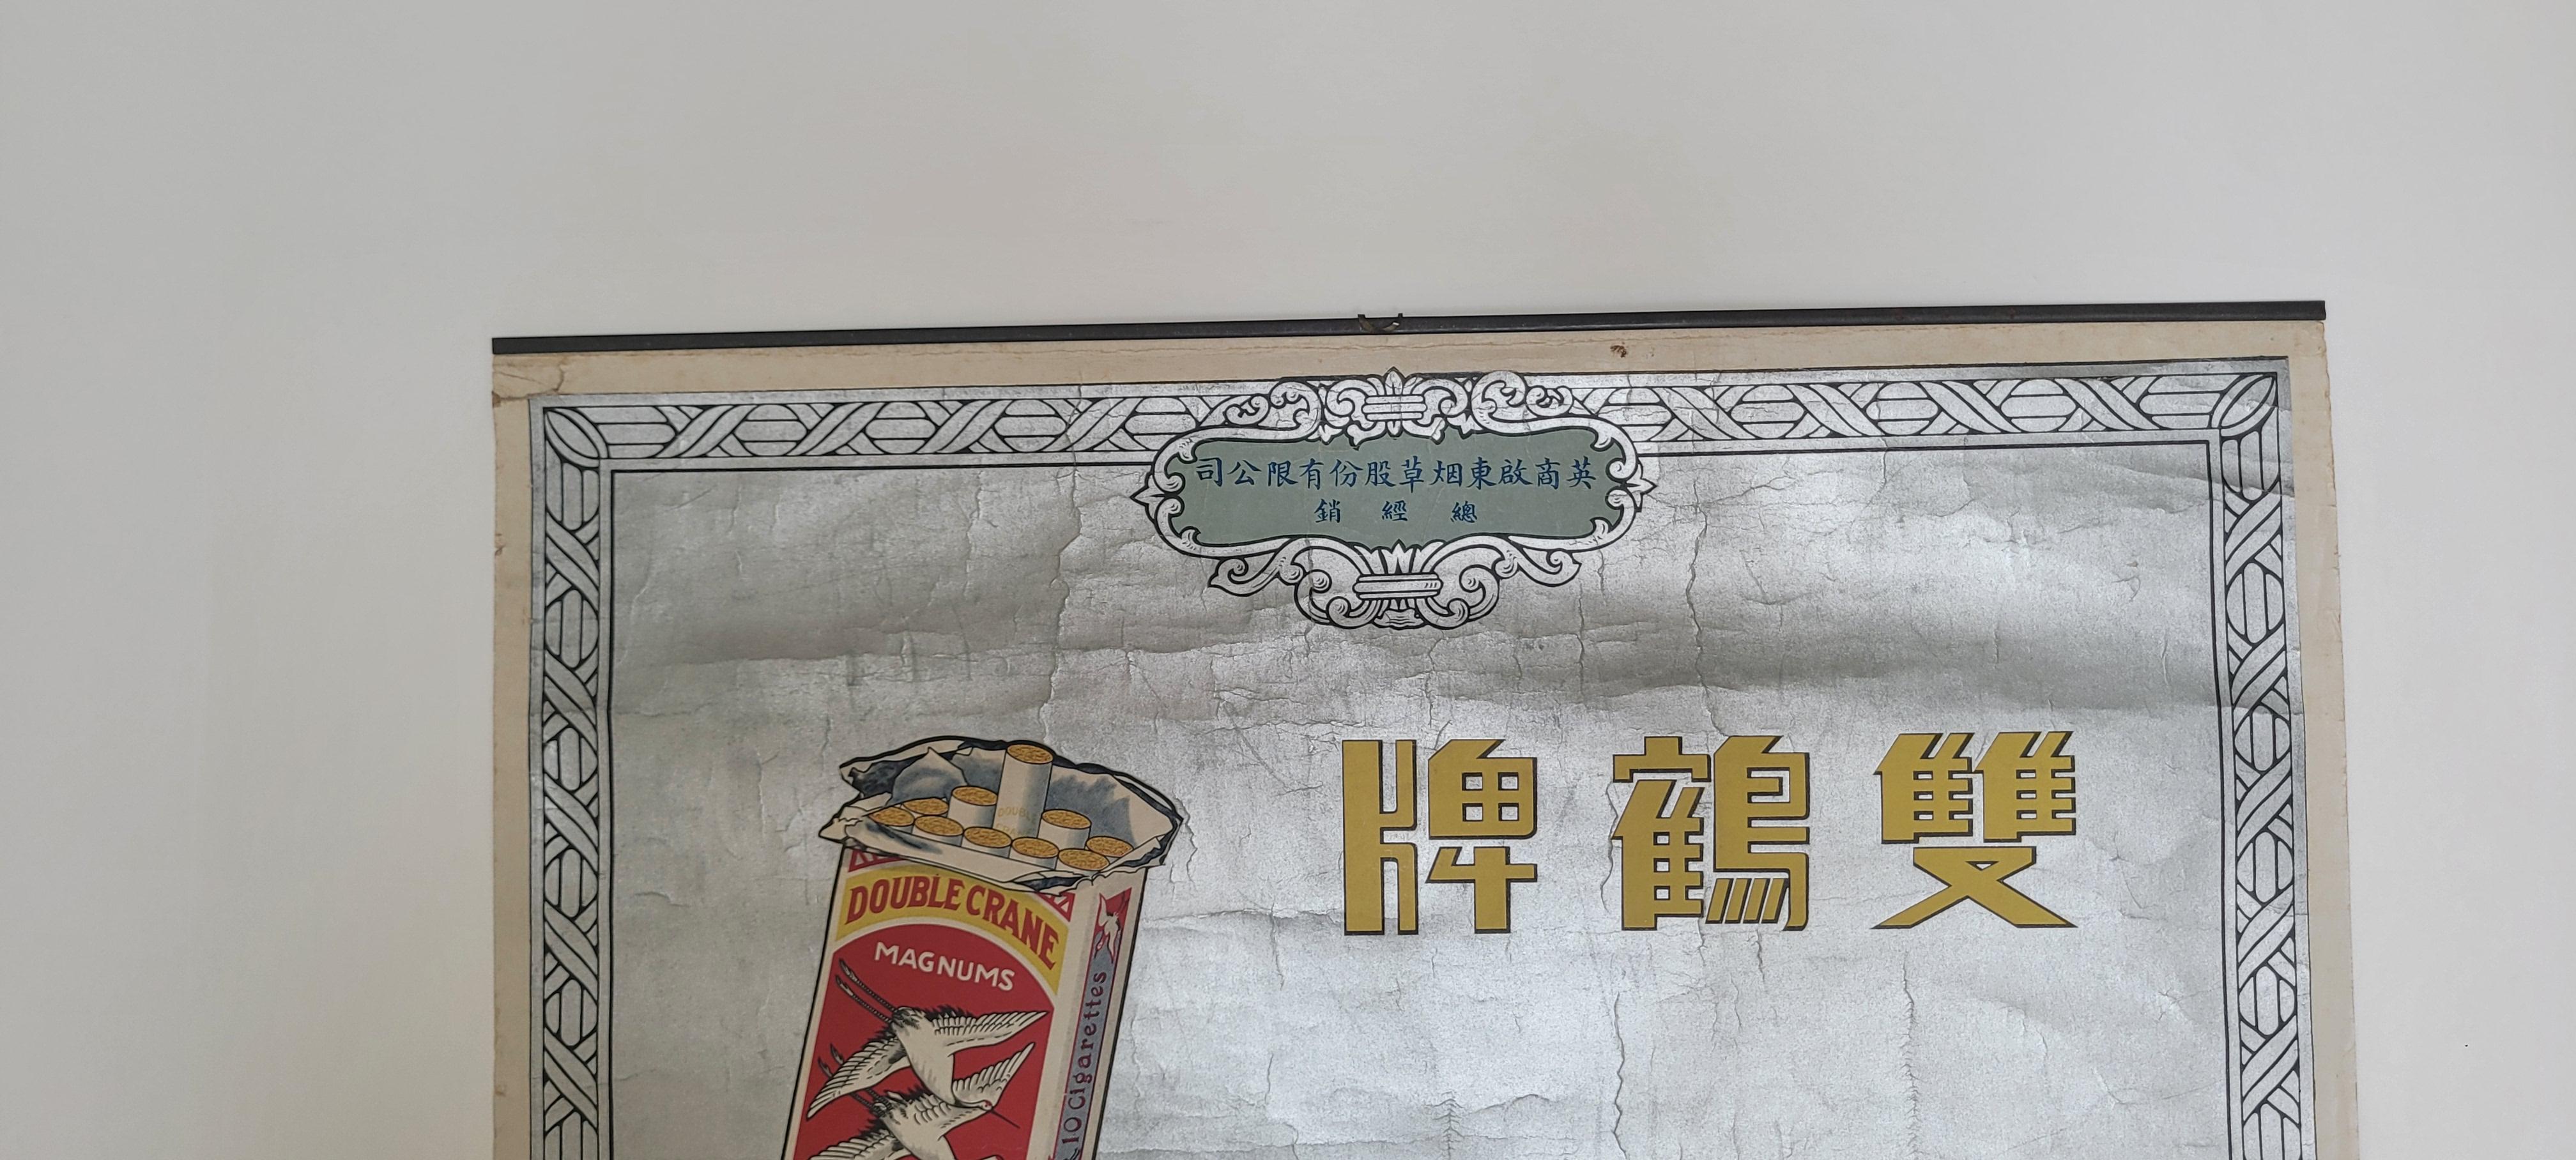 英商啟東烟草股份有限公司
總經銷
雙鶴牌
DOUBLE CRANE
MAGNUMS
10 Cigarettes